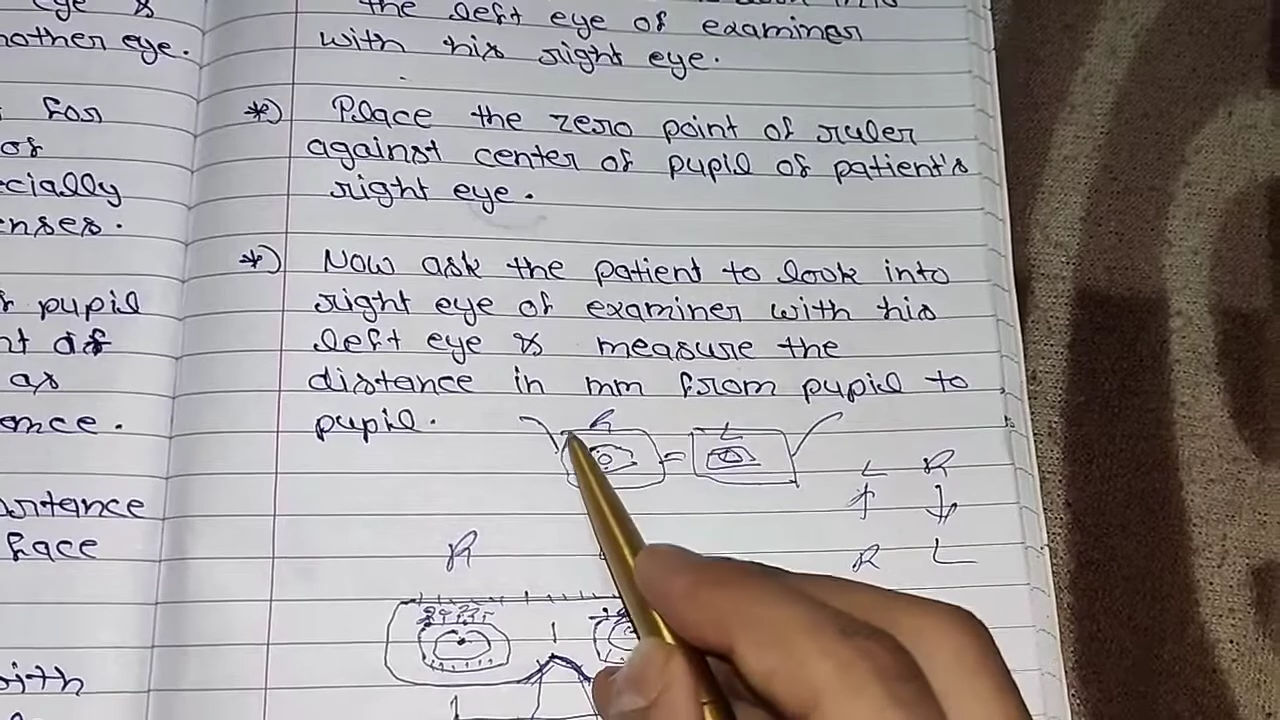 eye &
the left eye of examiner
nother eye.
with his right eye.
for
*) Place the zero point of ruler
of
against center of pupil of patient's
cially
right eye.
enses.
*) Now ask the patient to look into
pupil
right eye of examiner with his
nt of
left eye & measure the
as
distance in mm from pupil to
ence.
pupil.
R L
L R
ortance
face
R L
R
with